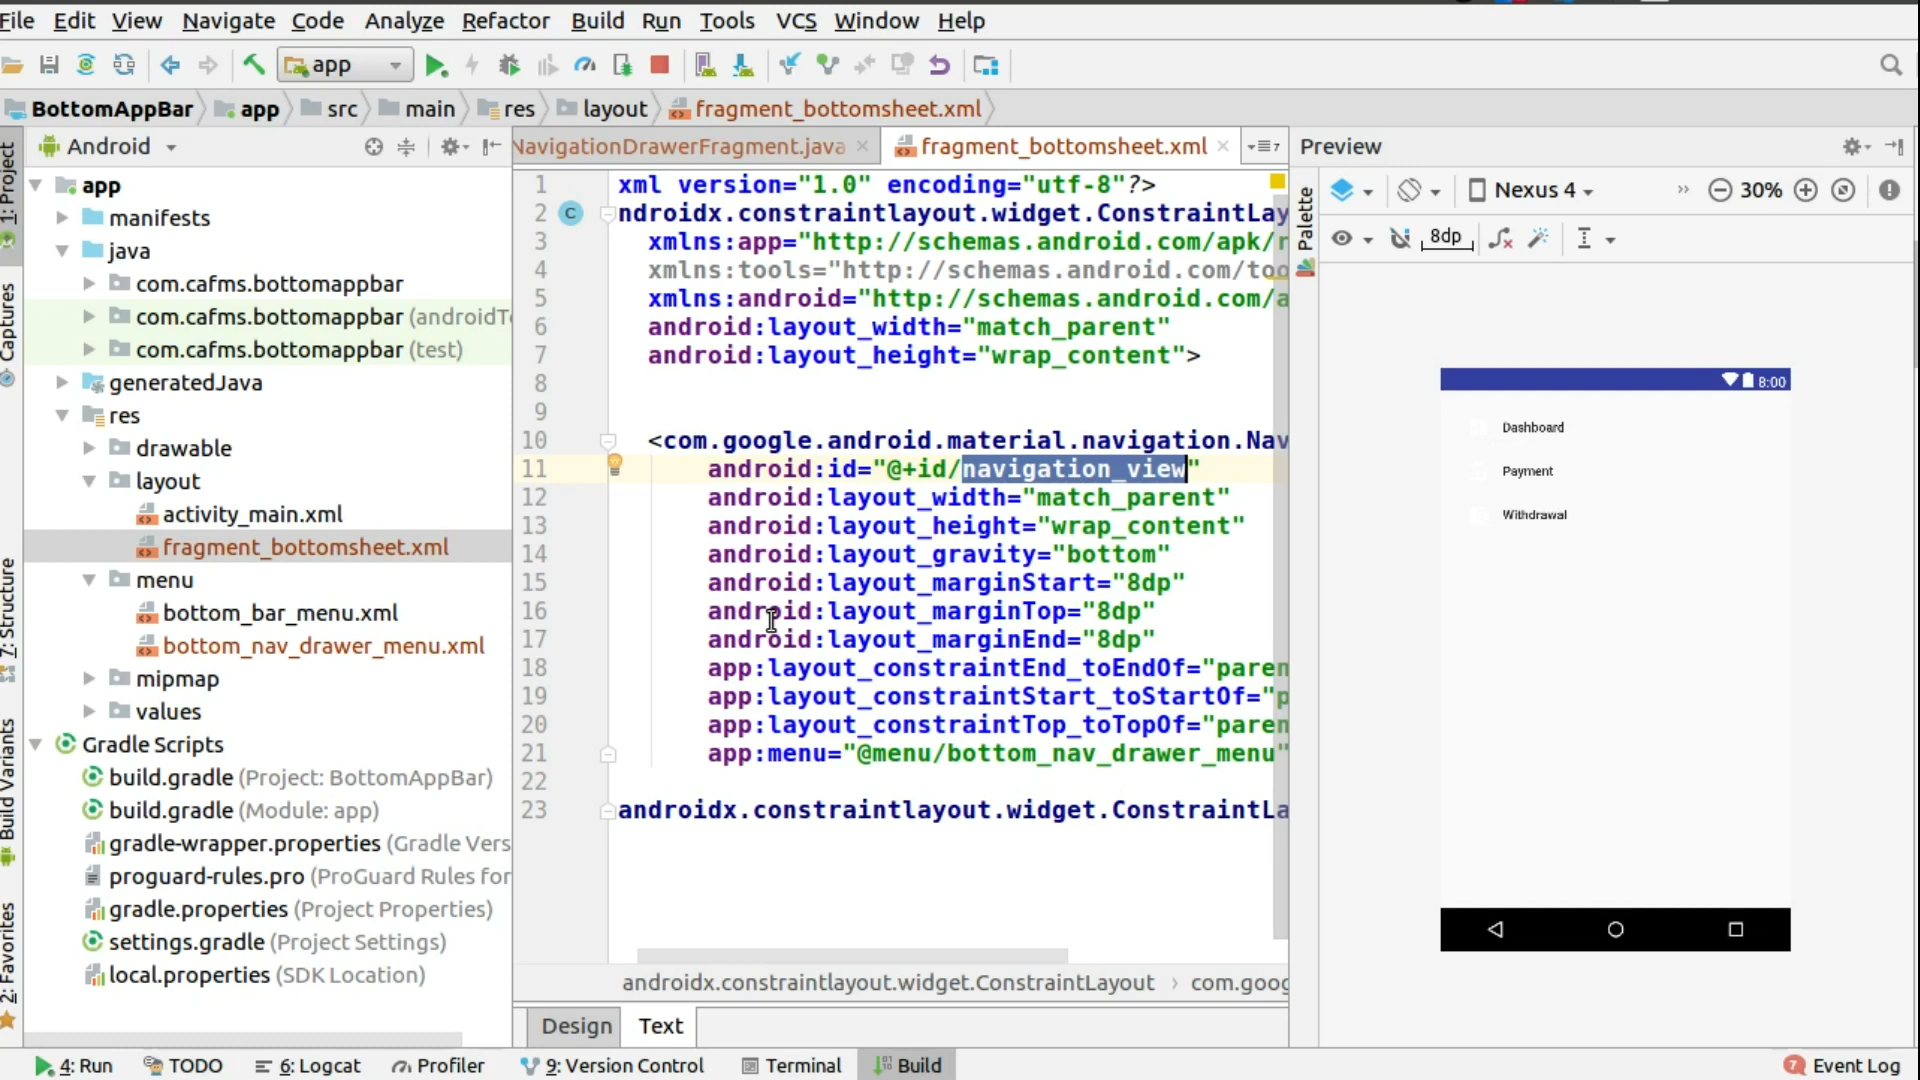 File Edit View Navigate Code Analyze Refactor Build Run Tools VCS Window Help
app
BottomAppBar app src main res layout fragment_bottomsheet.xml
Android
NavigationDrawerFragment.java fragment_bottomsheet.xml 7
Preview
1: Project
Captures
7: Structure
Build Variants
2: Favorites
app
manifests
java
com.cafms.bottomappbar
com.cafms.bottomappbar (androidT
com.cafms.bottomappbar (test)
generatedJava
res
drawable
layout
activity_main.xml
fragment_bottomsheet.xml
menu
bottom_bar_menu.xml
bottom_nav_drawer_menu.xml
mipmap
values
Gradle Scripts
build.gradle (Project: BottomAppBar)
build.gradle (Module: app)
gradle-wrapper.properties (Gradle Vers
proguard-rules.pro (ProGuard Rules for
gradle.properties (Project Properties)
settings.gradle (Project Settings)
local.properties (SDK Location)
1 xml version="1.0" encoding="utf-8"?>
2 C ndroidx.constraintlayout.widget.ConstraintLay
3 xmlns:app="http://schemas.android.com/apk/r
4 xmlns:tools="http://schemas.android.com/too
5 xmlns:android="http://schemas.android.com/a
6 android:layout_width="match_parent"
7 android:layout_height="wrap_content">
8
9
10 <com.google.android.material.navigation.Nav
11 android:id="@+id/navigation_view"
12 android:layout_width="match_parent"
13 android:layout_height="wrap_content"
14 android:layout_gravity="bottom"
15 android:layout_marginStart="8dp"
16 android:layout_marginTop="8dp"
17 android:layout_marginEnd="8dp"
18 app:layout_constraintEnd_toEndOf="paren
19 app:layout_constraintStart_toStartOf="p
20 app:layout_constraintTop_toTopOf="paren
21 app:menu="@menu/bottom_nav_drawer_menu"
22
23 androidx.constraintlayout.widget.ConstraintLa
androidx.constraintlayout.widget.ConstraintLayout › com.goog
Design Text
Palette
Nexus 4 » 30%
8dp
8:00
Dashboard
Payment
Withdrawal
4: Run TODO 6: Logcat Profiler 9: Version Control Terminal Build 7 Event Log